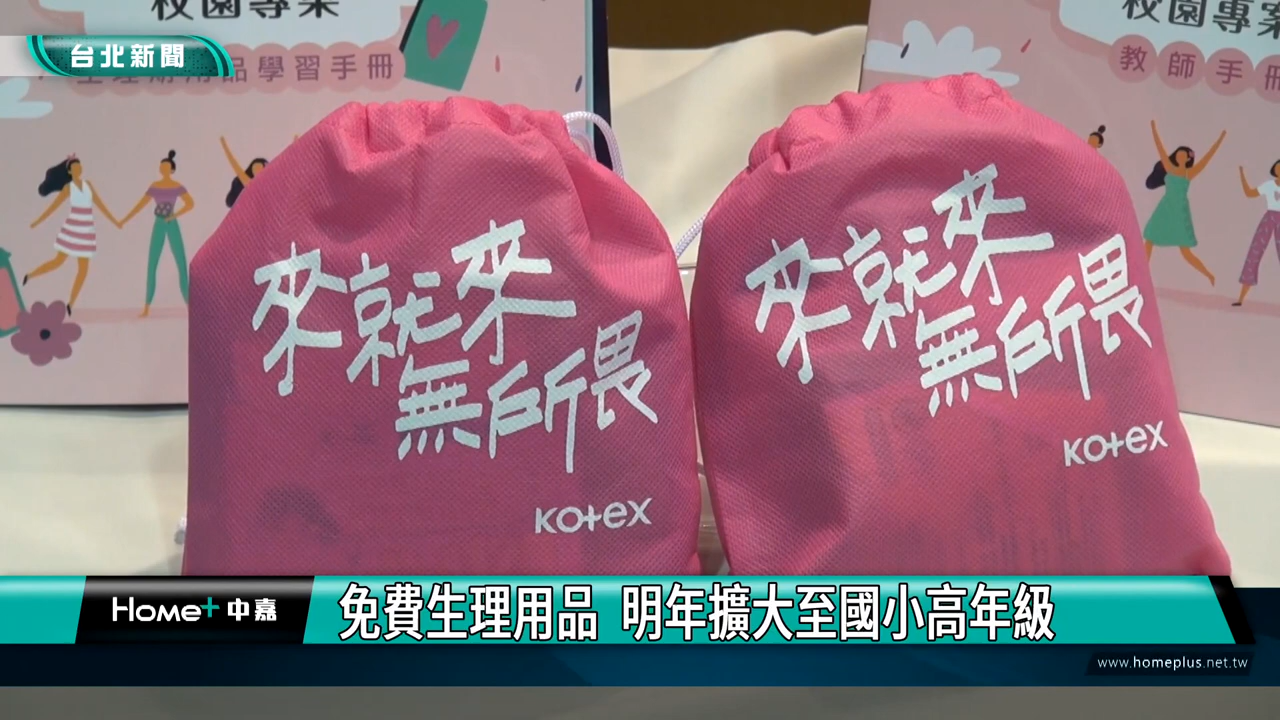 校園專案
校園專案
台北新聞
生理期用品學習手冊
教師手冊
來就來
無所畏
Kotex
來就來
無所畏
Kotex
Home+中嘉
免費生理用品 明年擴大至國小高年級
www.homeplus.net.tw